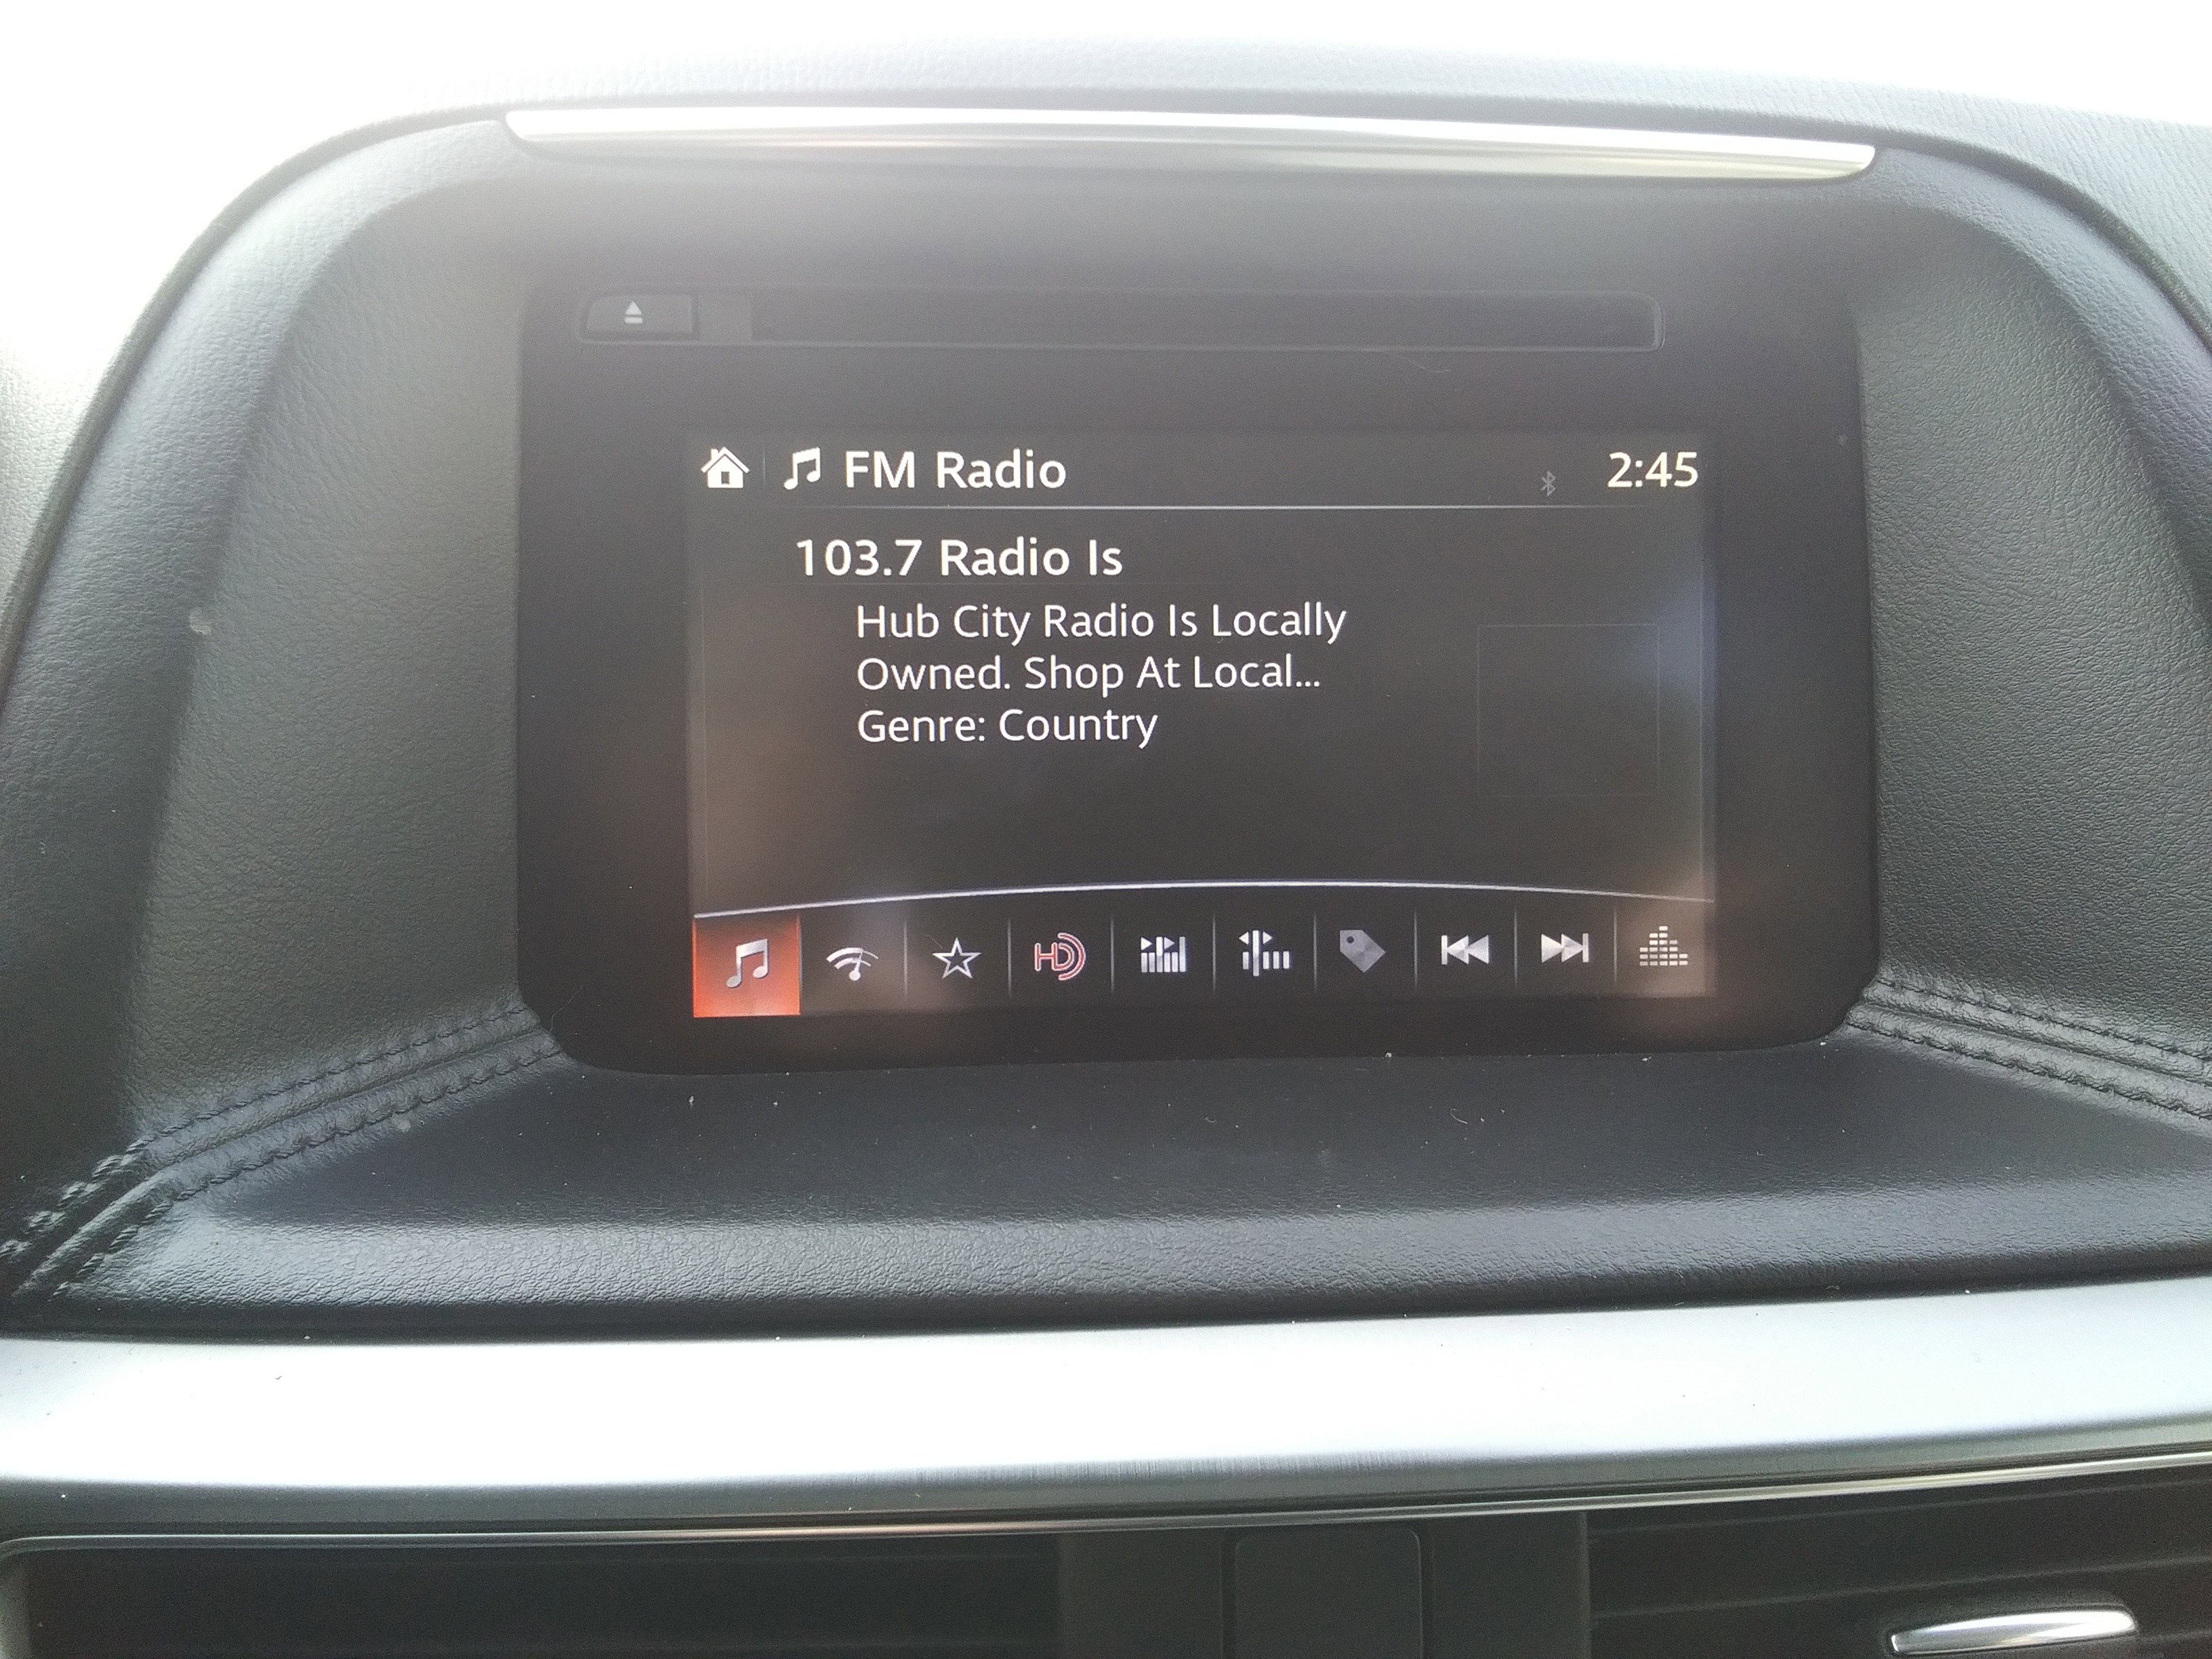 FM Radio 2:45
103.7 Radio Is
Hub City Radio Is Locally
Owned. Shop At Local...
Genre: Country
HD